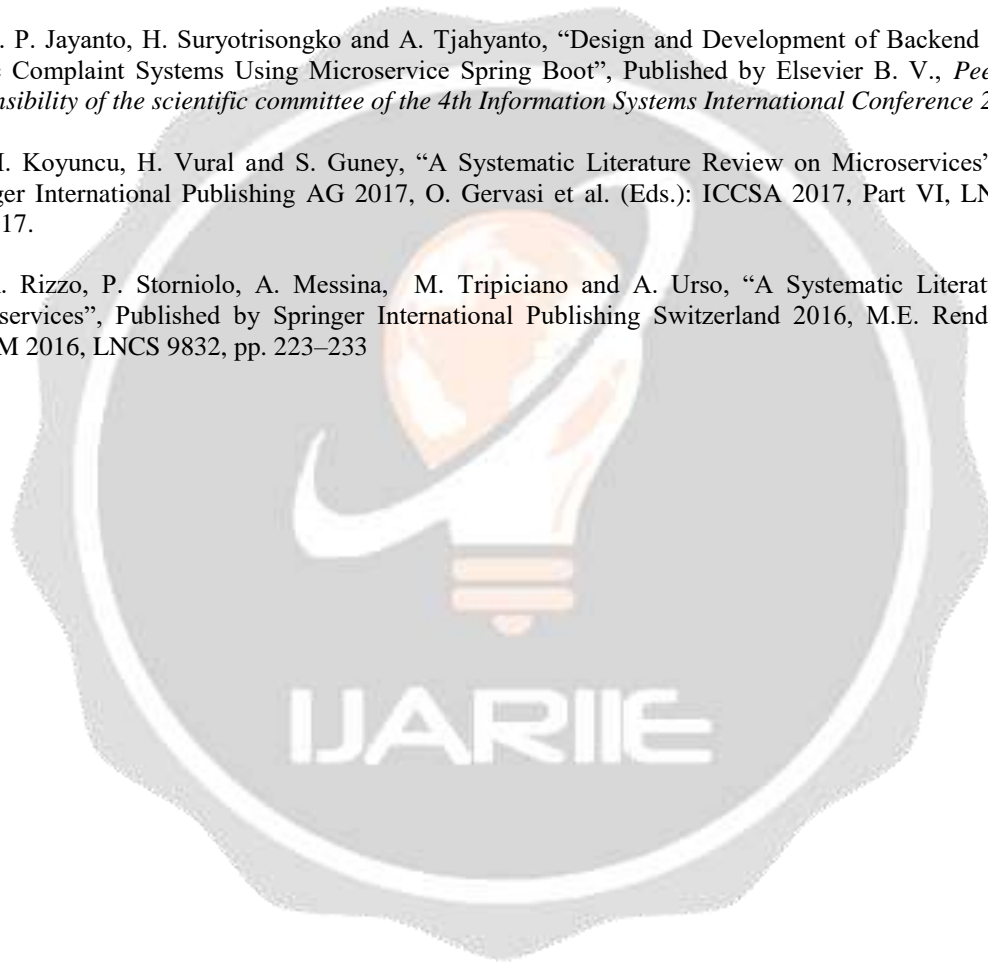 . P. Jayanto, H. Suryotrisongko and A. Tjahyanto, “Design and Development of Backend
Complaint Systems Using Microservice Spring Boot”, Published by Elsevier B. V., Pee
nsibility of the scientific committee of the 4th Information Systems International Conference 2
I. Koyuncu, H. Vural and S. Guney, “A Systematic Literature Review on Microservices”
ger International Publishing AG 2017, O. Gervasi et al. (Eds.): ICCSA 2017, Part VI, LN
17.
. Rizzo, P. Storniolo, A. Messina, M. Tripiciano and A. Urso, “A Systematic Literat
services”, Published by Springer International Publishing Switzerland 2016, M.E. Rend
M 2016, LNCS 9832, pp. 223–233
IJARIIE